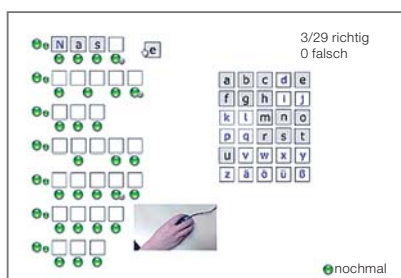 N a s
e
3/29 richtig
0 falsch
a b c d e
f g h i j
k l m n o
p q r s t
u v w x y
z ä ö ü ß
nochmal